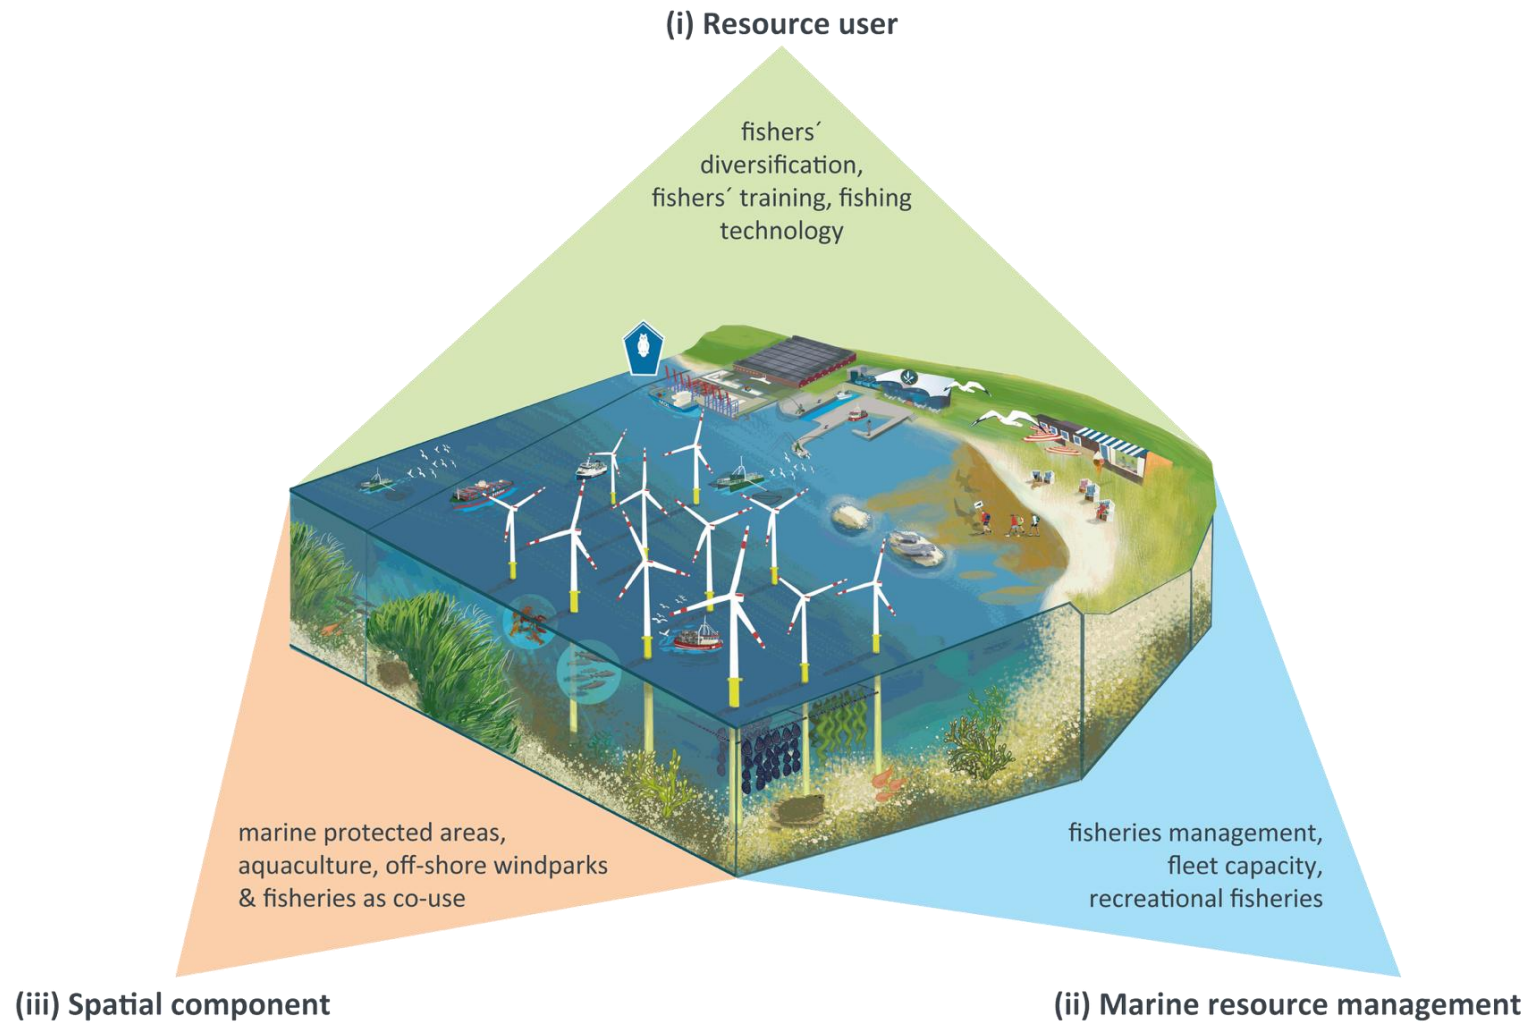 (i) Resource user
fishers´
diversification,
fishers´ training, fishing
technology
marine protected areas,
aquaculture, off-shore windparks
& fisheries as co-use
fisheries management,
fleet capacity,
recreational fisheries
(iii) Spatial component
(ii) Marine resource management